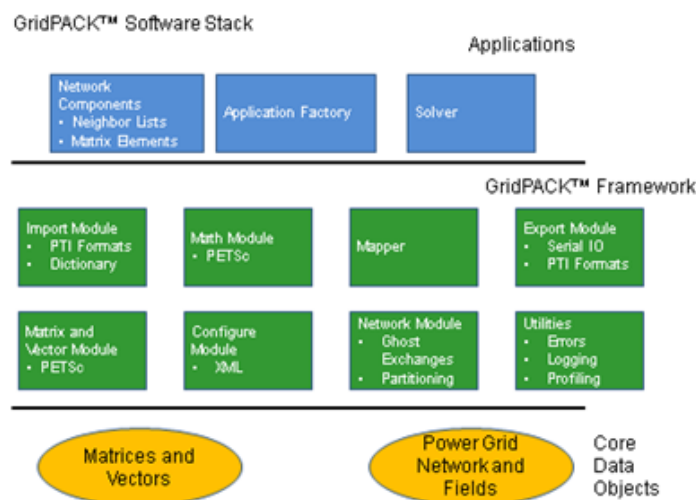 GridPACK™ Software Stack
Applications
Network
Components
• Neighbor Lists
• Matrix Elements
Application Factory
Solver
GridPACK™ Framework
Import Module
• PTI Formats
• Dictionary
Math Module
• PETSc
Mapper
Export Module
• Serial IO
• PTI Formats
Matrix and
Vector Module
• PETSc
Configure
Module
• XML
Network Module
• Ghost
Exchanges
• Partitioning
Utilities
• Errors
• Logging
• Profiling
Matrices and
Vectors
Power Grid
Network and
Fields
Core
Data
Objects